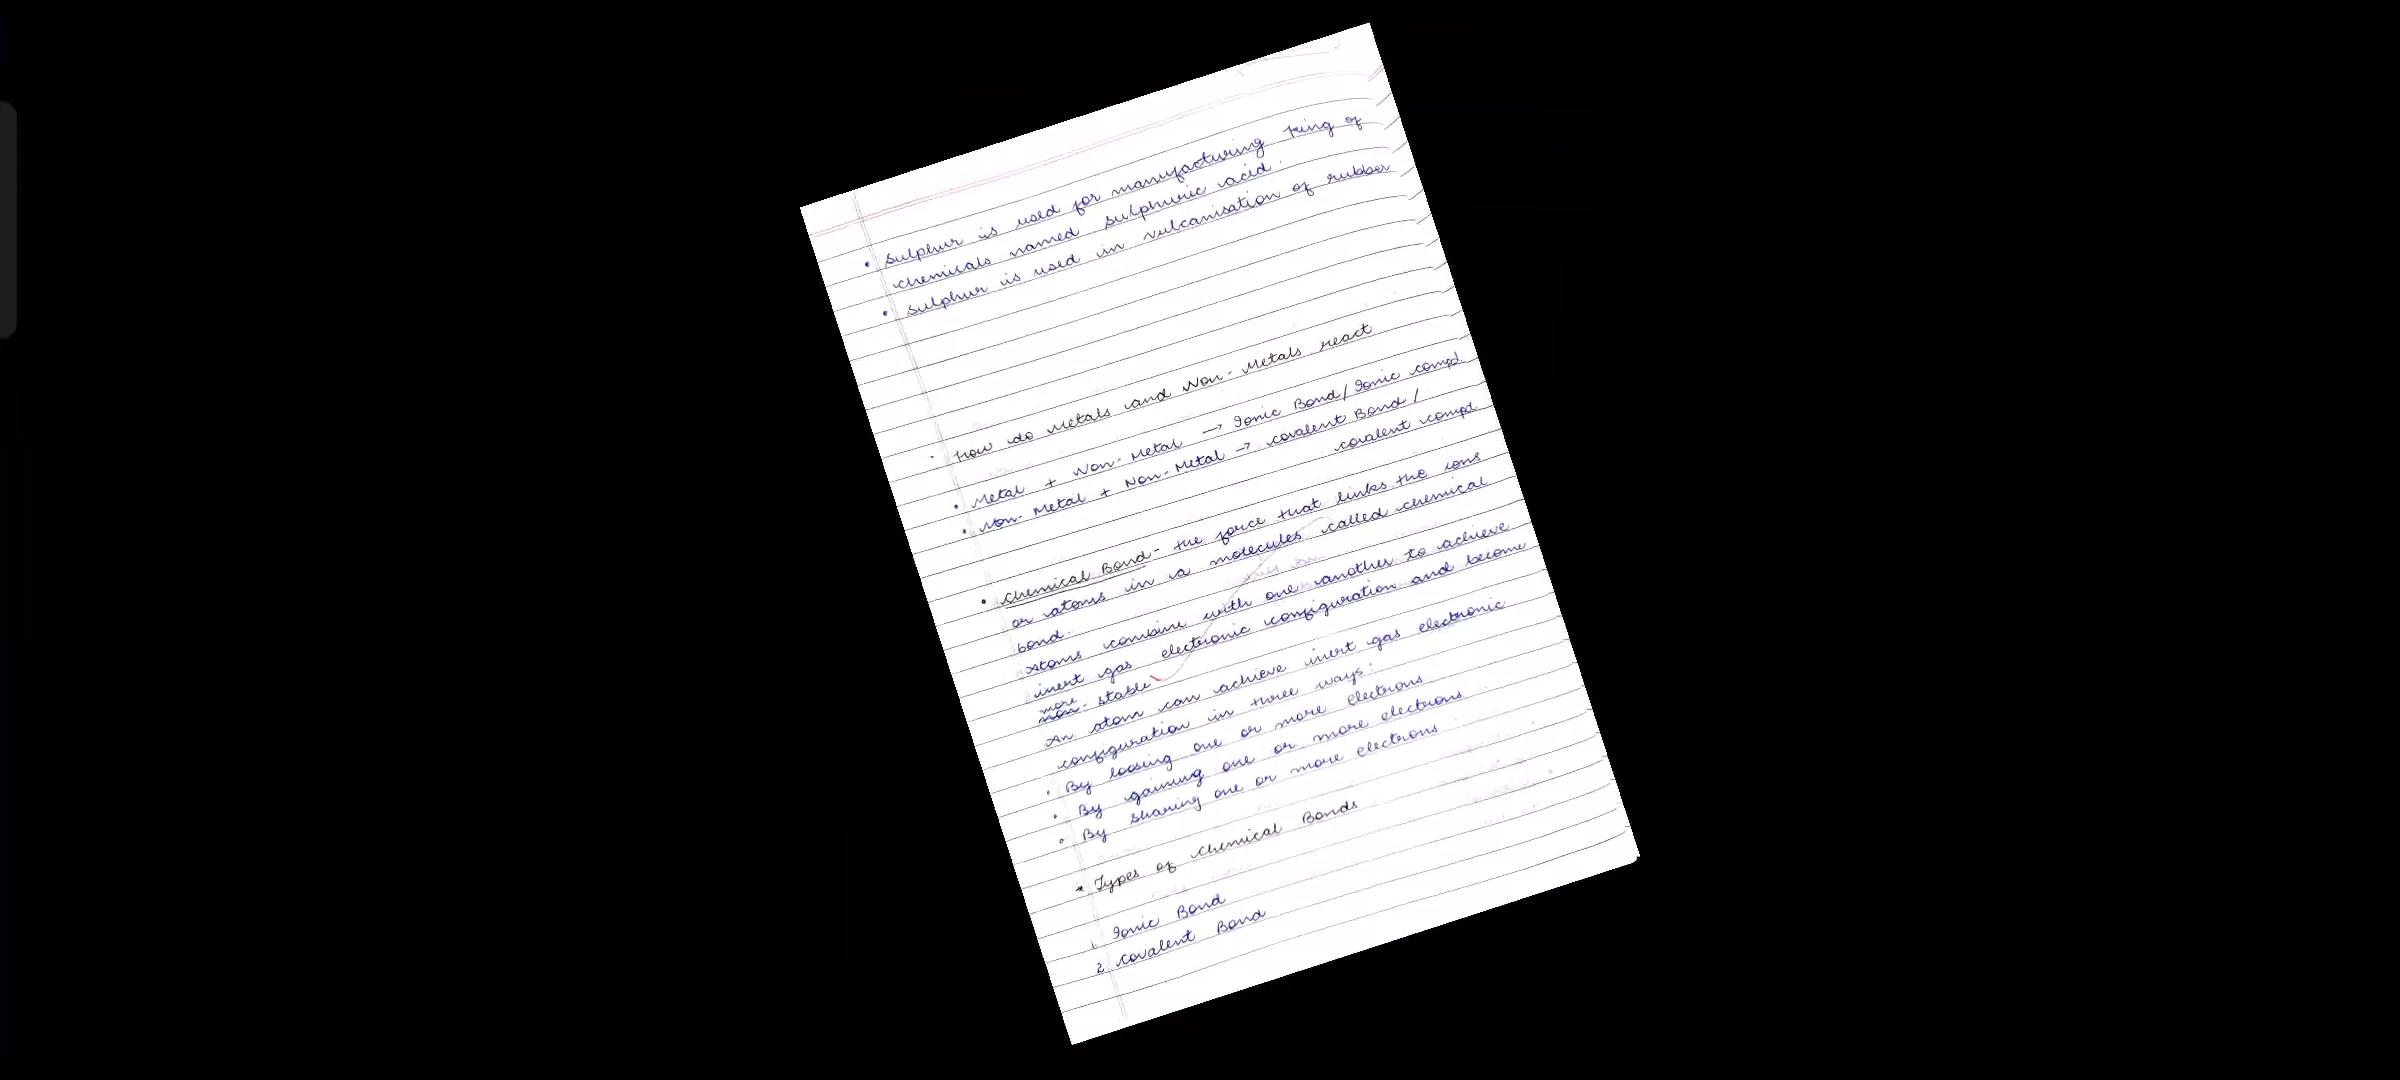 • Sulphur is used for manufacturing King of
chemicals named sulphuric acid.
• Sulphur is used in vulcanisation of rubber
How do Metals and Non-Metals react
• Metal + Non-Metal → Ionic Bond/Ionic compd.
• Non-Metal + Non-Metal → Covalent Bond/
covalent compd
• Chemical Bond - the force that links the ions
or atoms in a molecules called chemical
bond.
Atoms combine with one another to achieve
inert gas electronic configuration and become
more
non- stable
An atom can achieve inert gas electronic
configuration in three ways:
• By loosing one or more electrons
• By gaining one or more electrons
• By sharing one or more electrons
* Types of Chemical Bonds
1. Ionic Bond
2. Covalent Bond